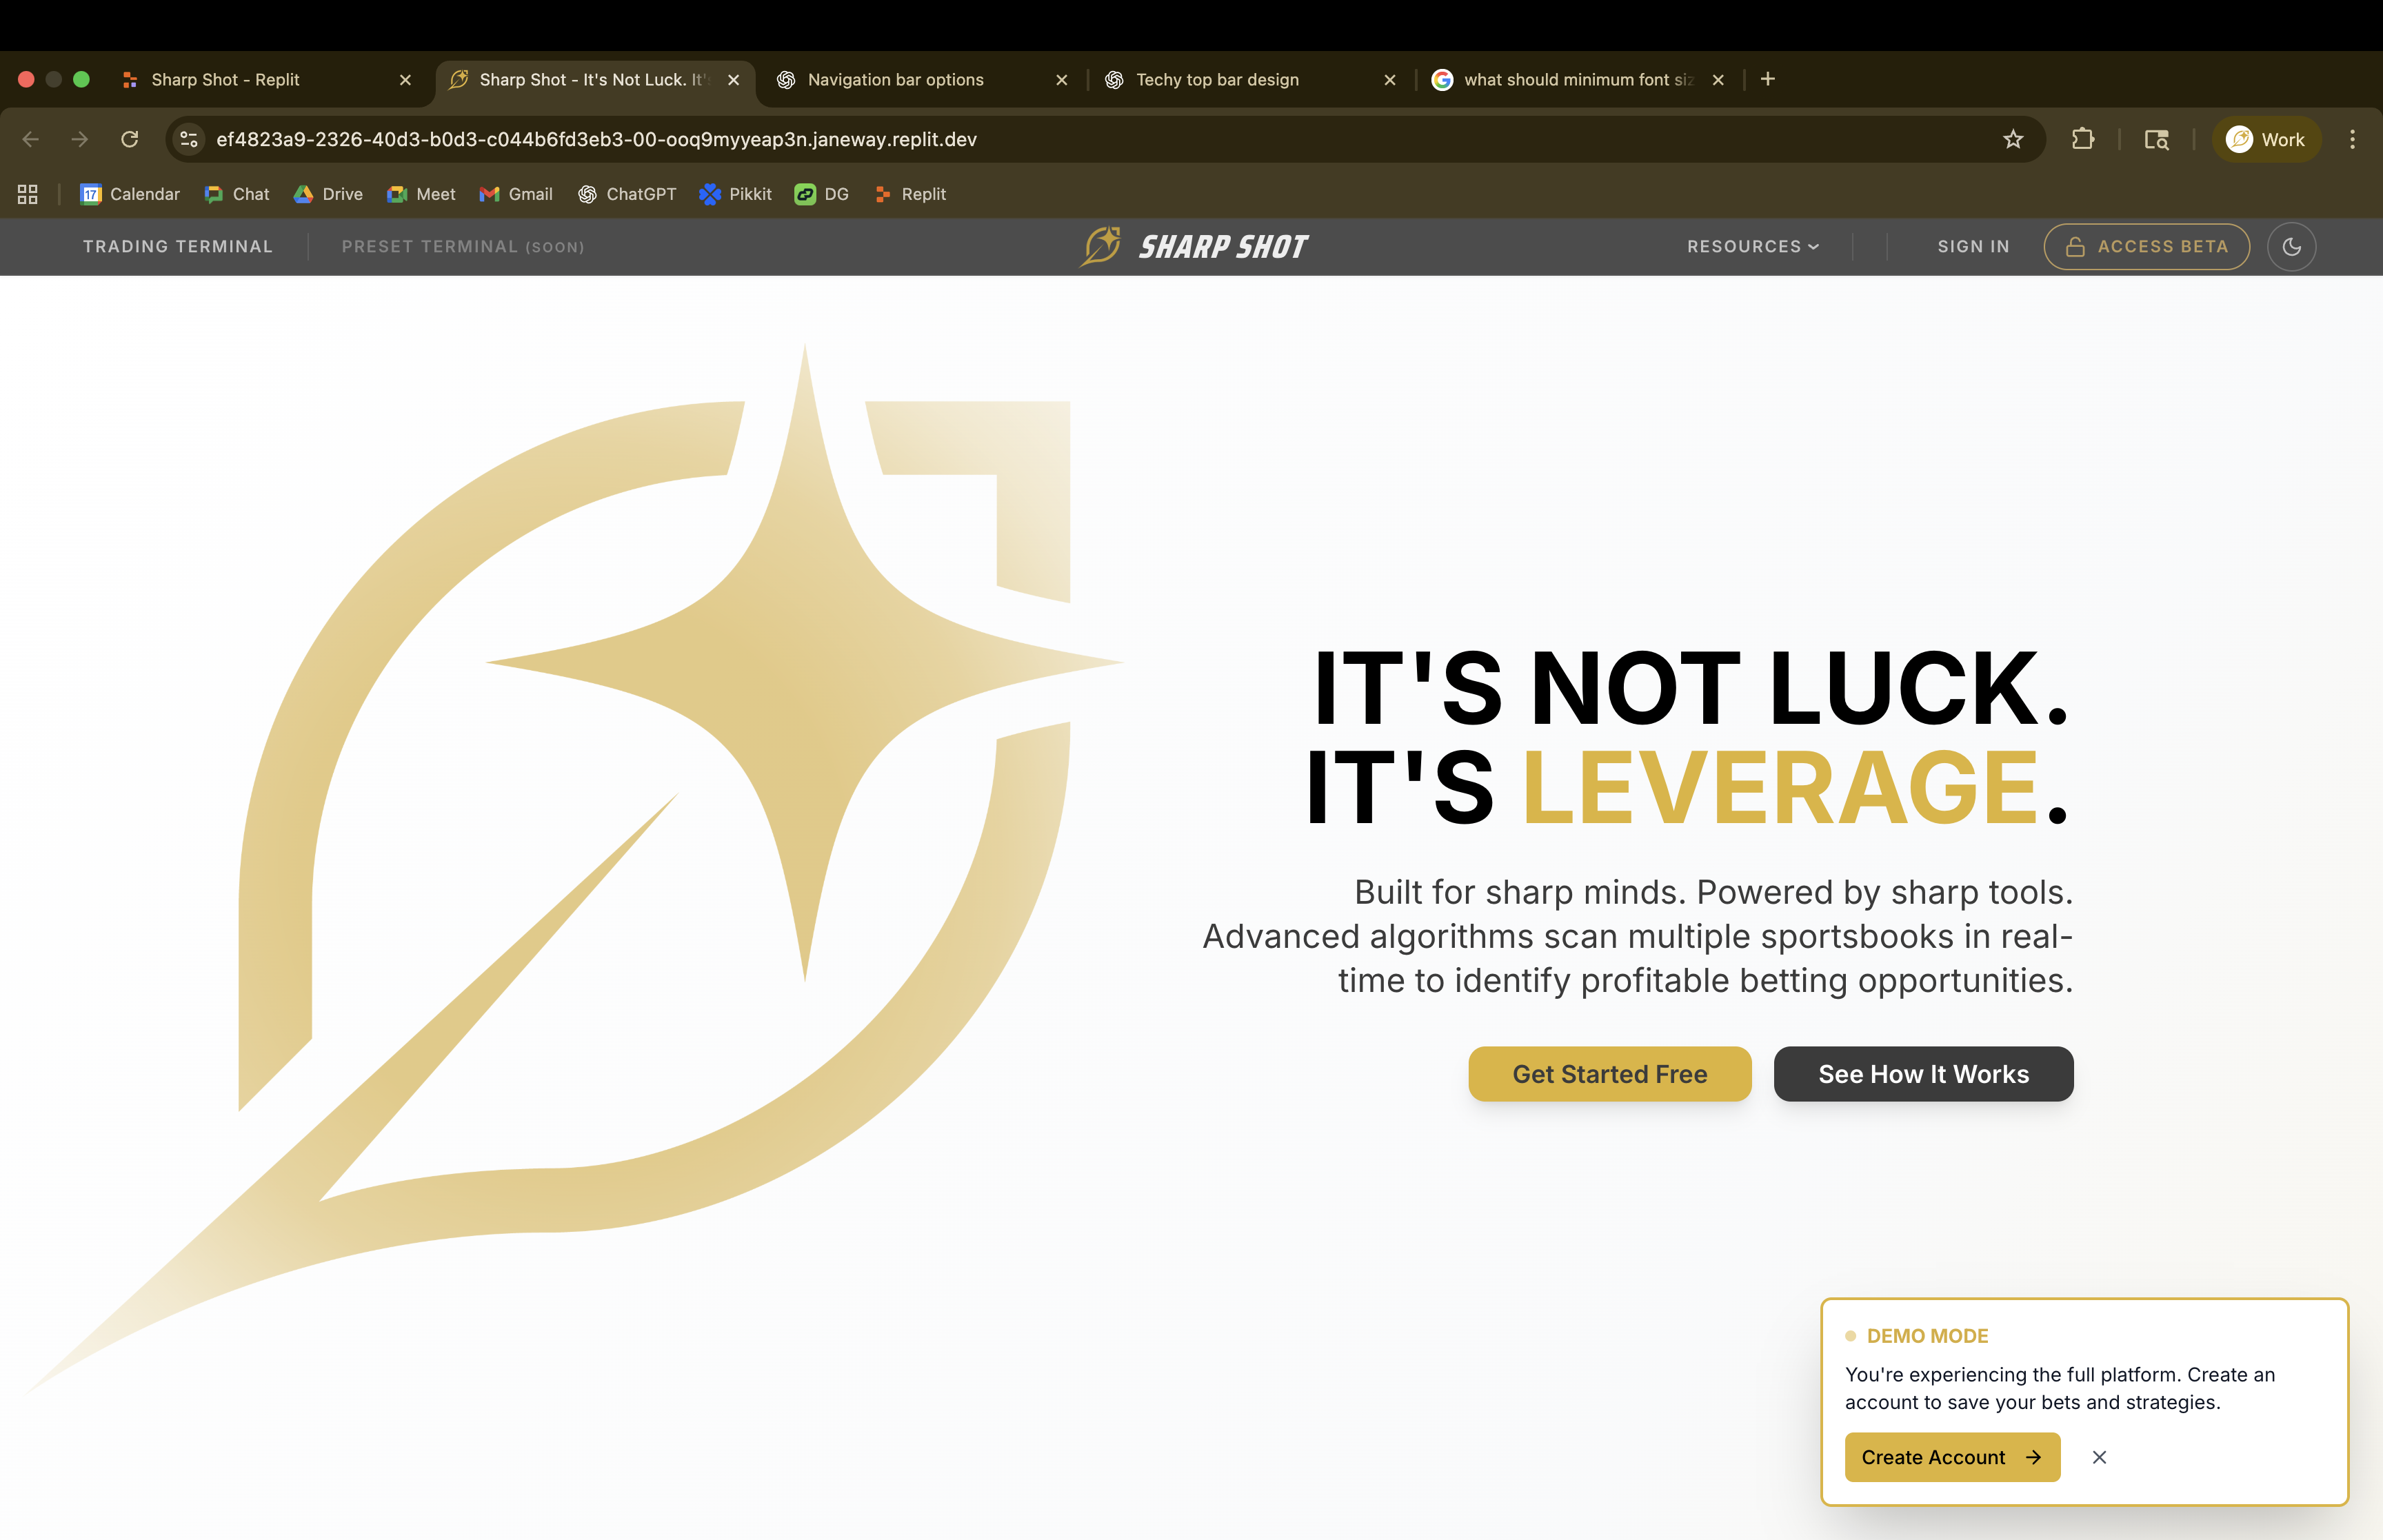 Sharp Shot - Replit
Sharp Shot - It's Not Luck. It's
Navigation bar options
Techy top bar design
what should minimum font siz
ef4823a9-2326-40d3-b0d3-c044b6fd3eb3-00-ooq9myyeap3n.janeway.replit.dev
Work
17 Calendar
Chat
Drive
Meet
Gmail
ChatGPT
Pikkit
DG
Replit
TRADING TERMINAL
PRESET TERMINAL (SOON)
SHARP SHOT
RESOURCES
SIGN IN
ACCESS BETA
IT'S NOT LUCK.
IT'S LEVERAGE.
Built for sharp minds. Powered by sharp tools.
Advanced algorithms scan multiple sportsbooks in real-
time to identify profitable betting opportunities.
Get Started Free
See How It Works
DEMO MODE
You're experiencing the full platform. Create an
account to save your bets and strategies.
Create Account